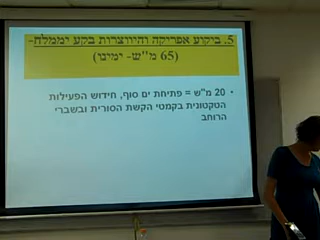 5. ביקוע אפריקה והיווצרות בקע ים־המלח-
(65 מ"ש- ימינו)
• 20 מ"ש = פתיחת ים סוף, חידוש הפעילות
הטקטונית בקמטי הקשת הסורית ובשברי
הרוחב